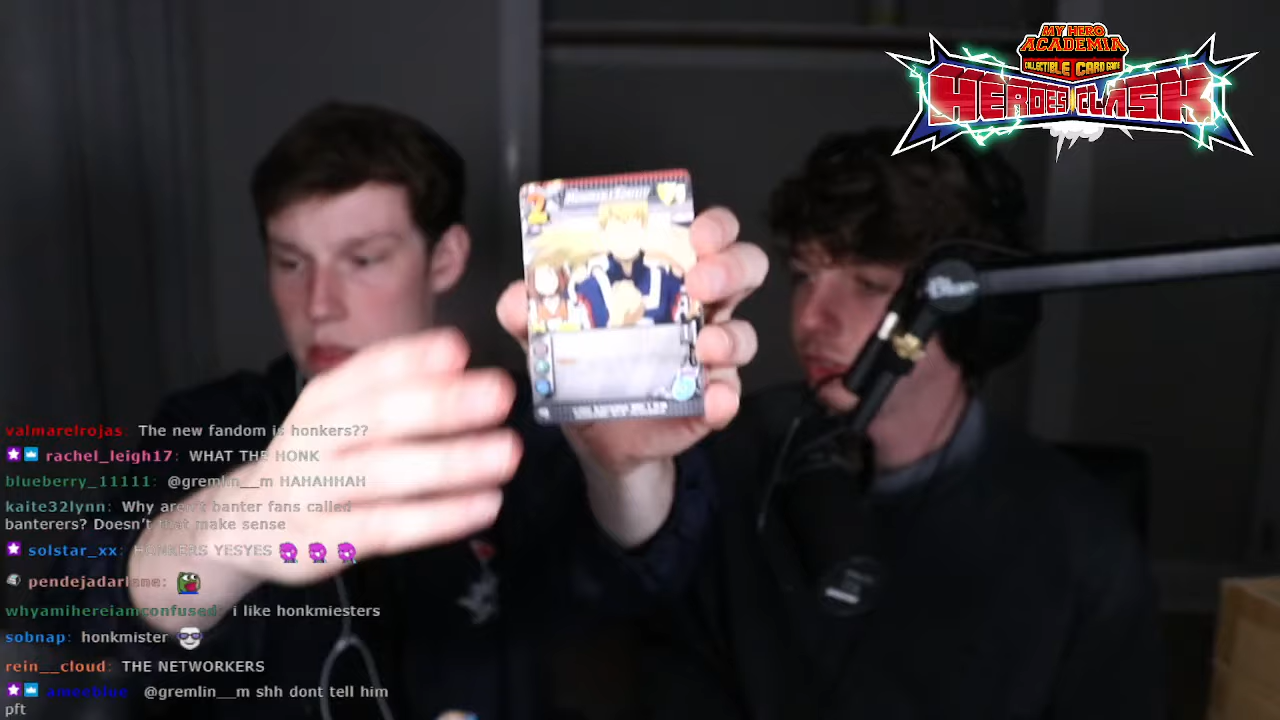 MY HERO
ACADEMIA
COLLECTIBLE CARD GAME
HEROES CLASH
valmarelrojas: The new fandom is honkers??
rachel_leigh17: WHAT THE HONK
blueberry_11111: @gremlin__m HAHAHHAH
kaite32lynn: Why aren't banter fans called
banterers? Doesn't that make sense
solstar_xx: HONKERS YESYES
pendejadarlene:
whyamihereiamconfused: i like honkmiesters
sobnap: honkmister
rein__cloud: THE NETWORKERS
ameeblue @gremlin__m shh dont tell him
pft